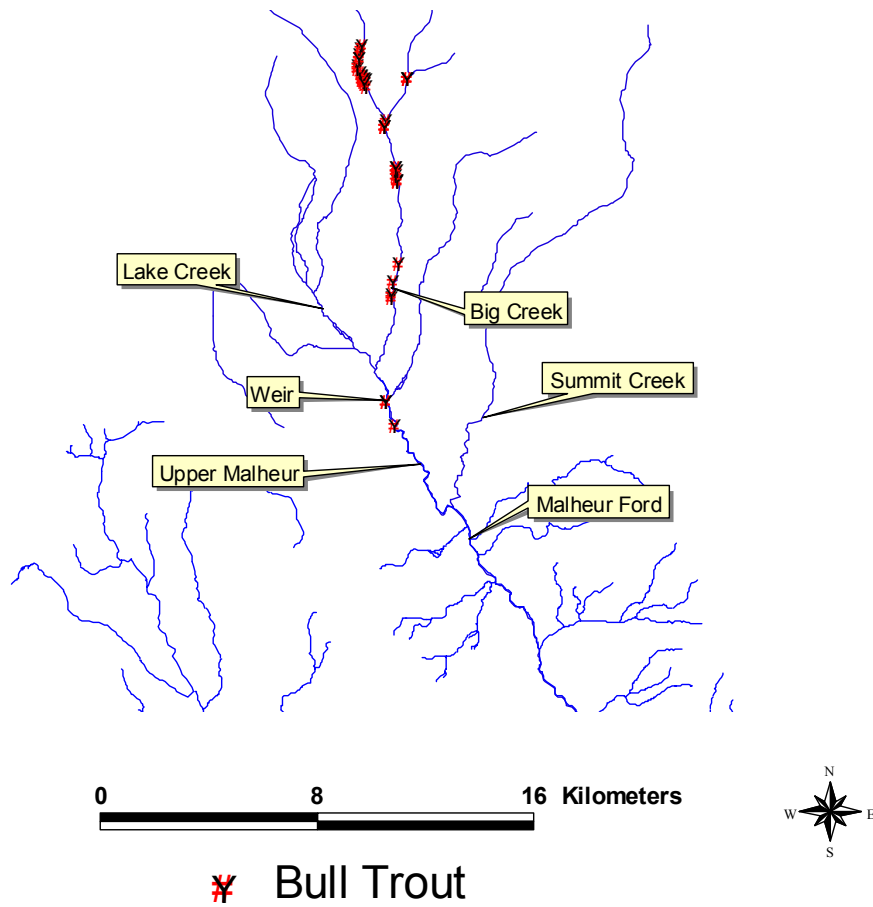 Lake Creek
Big Creek
Summit Creek
Weir
Upper Malheur
Malheur Ford
0 8 16 Kilometers
N
W E
S
Bull Trout